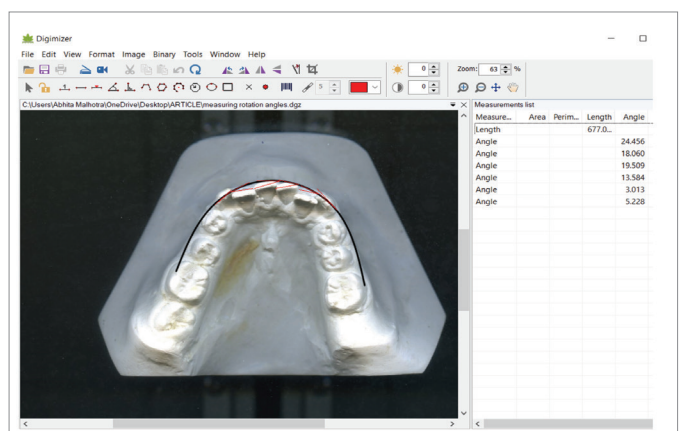 Digimizer
File Edit View Format Image Binary Tools Window Help
0
Zoom: 63 %
5
0
C:\Users\Abhita Malhotra\OneDrive\Desktop\ARTICLE\measuring rotation angles.dgz
Measurements list
Measure... Area Perim... Length Angle
Length 677.0...
Angle 24.456
Angle 18.060
Angle 19.509
Angle 13.584
Angle 3.013
Angle 5.228